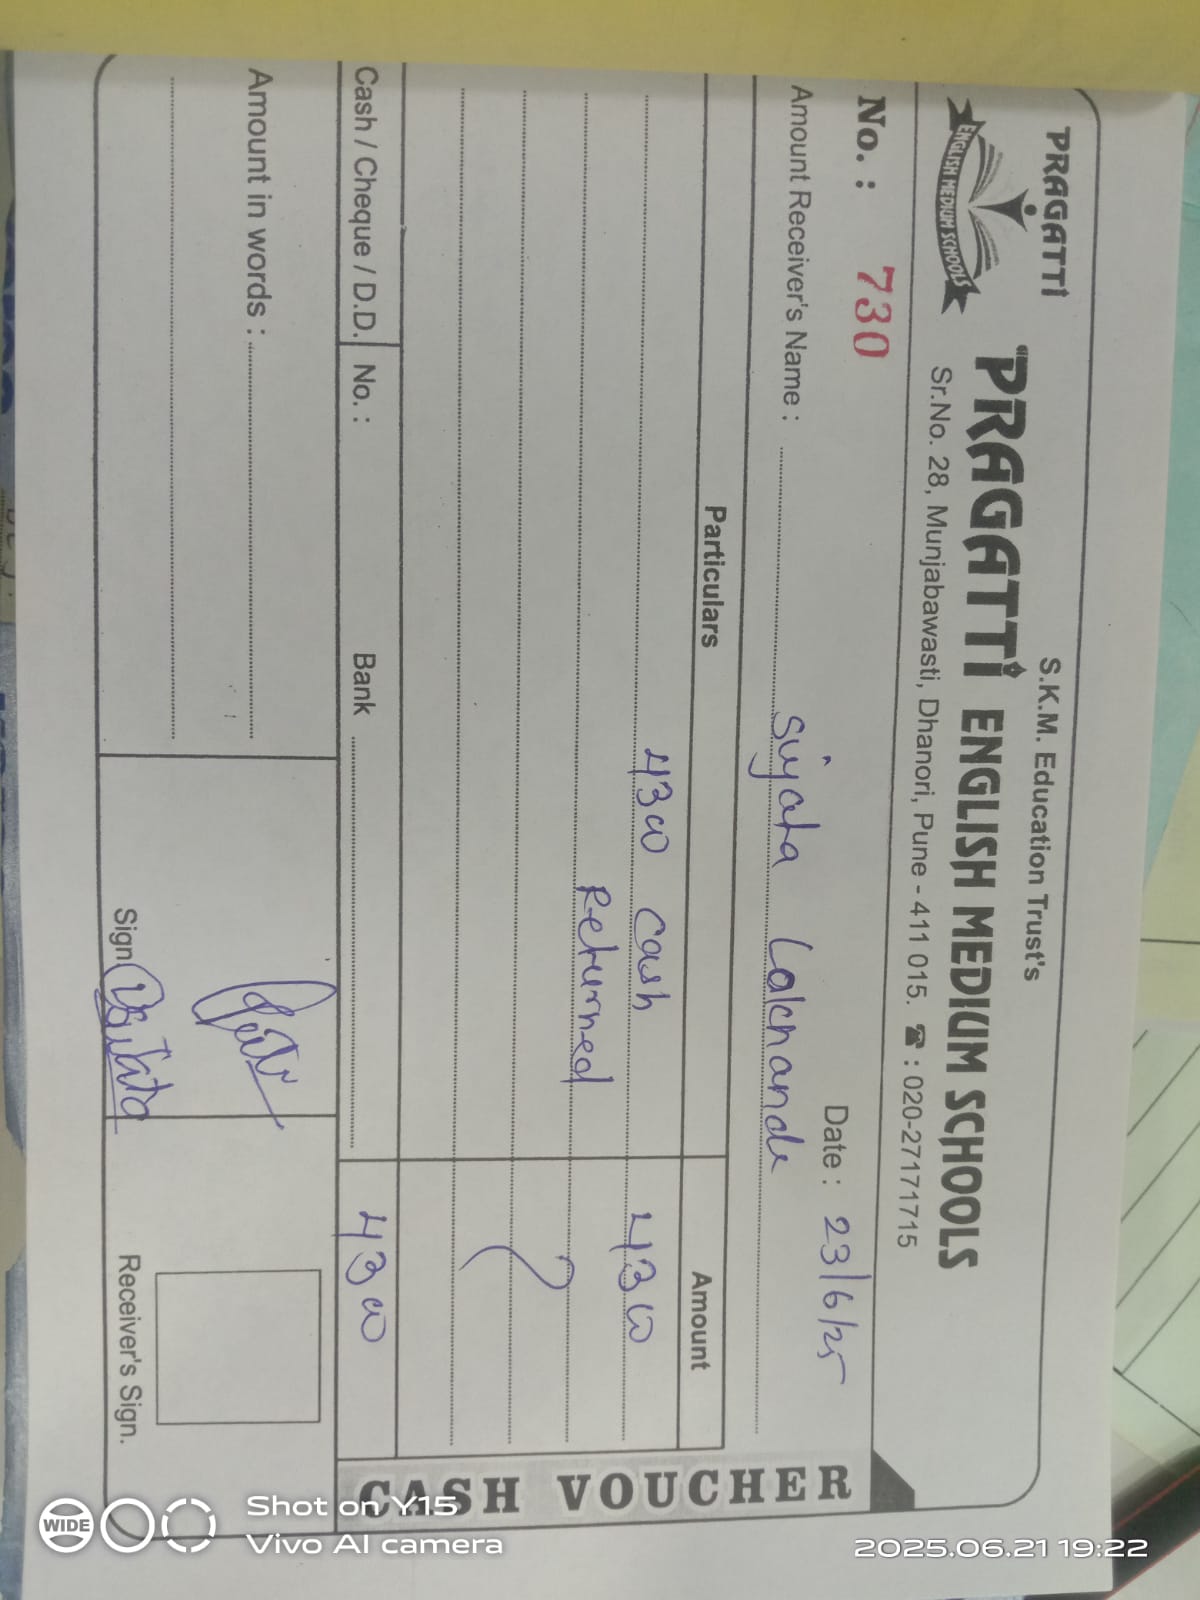 PRAGATTI
ENGLISH MEDIUM SCHOOLS
S.K.M. Education Trust's
PRAGATTI ENGLISH MEDIUM SCHOOLS
Sr.No. 28, Munjabawasti, Dhanori, Pune - 411 015. ☎ : 020-27171715
No. : 730 Date : 23/6/25
Amount Receiver's Name : Sujata Lokhande
Particulars Amount
4300 cash 4300
Returned
Cash / Cheque / D.D. No. : Bank 4300
Amount in words :
Sign Receiver's Sign.
CASH VOUCHER
WIDE
Shot on Y15
Vivo AI camera
2025.06.21 19:22